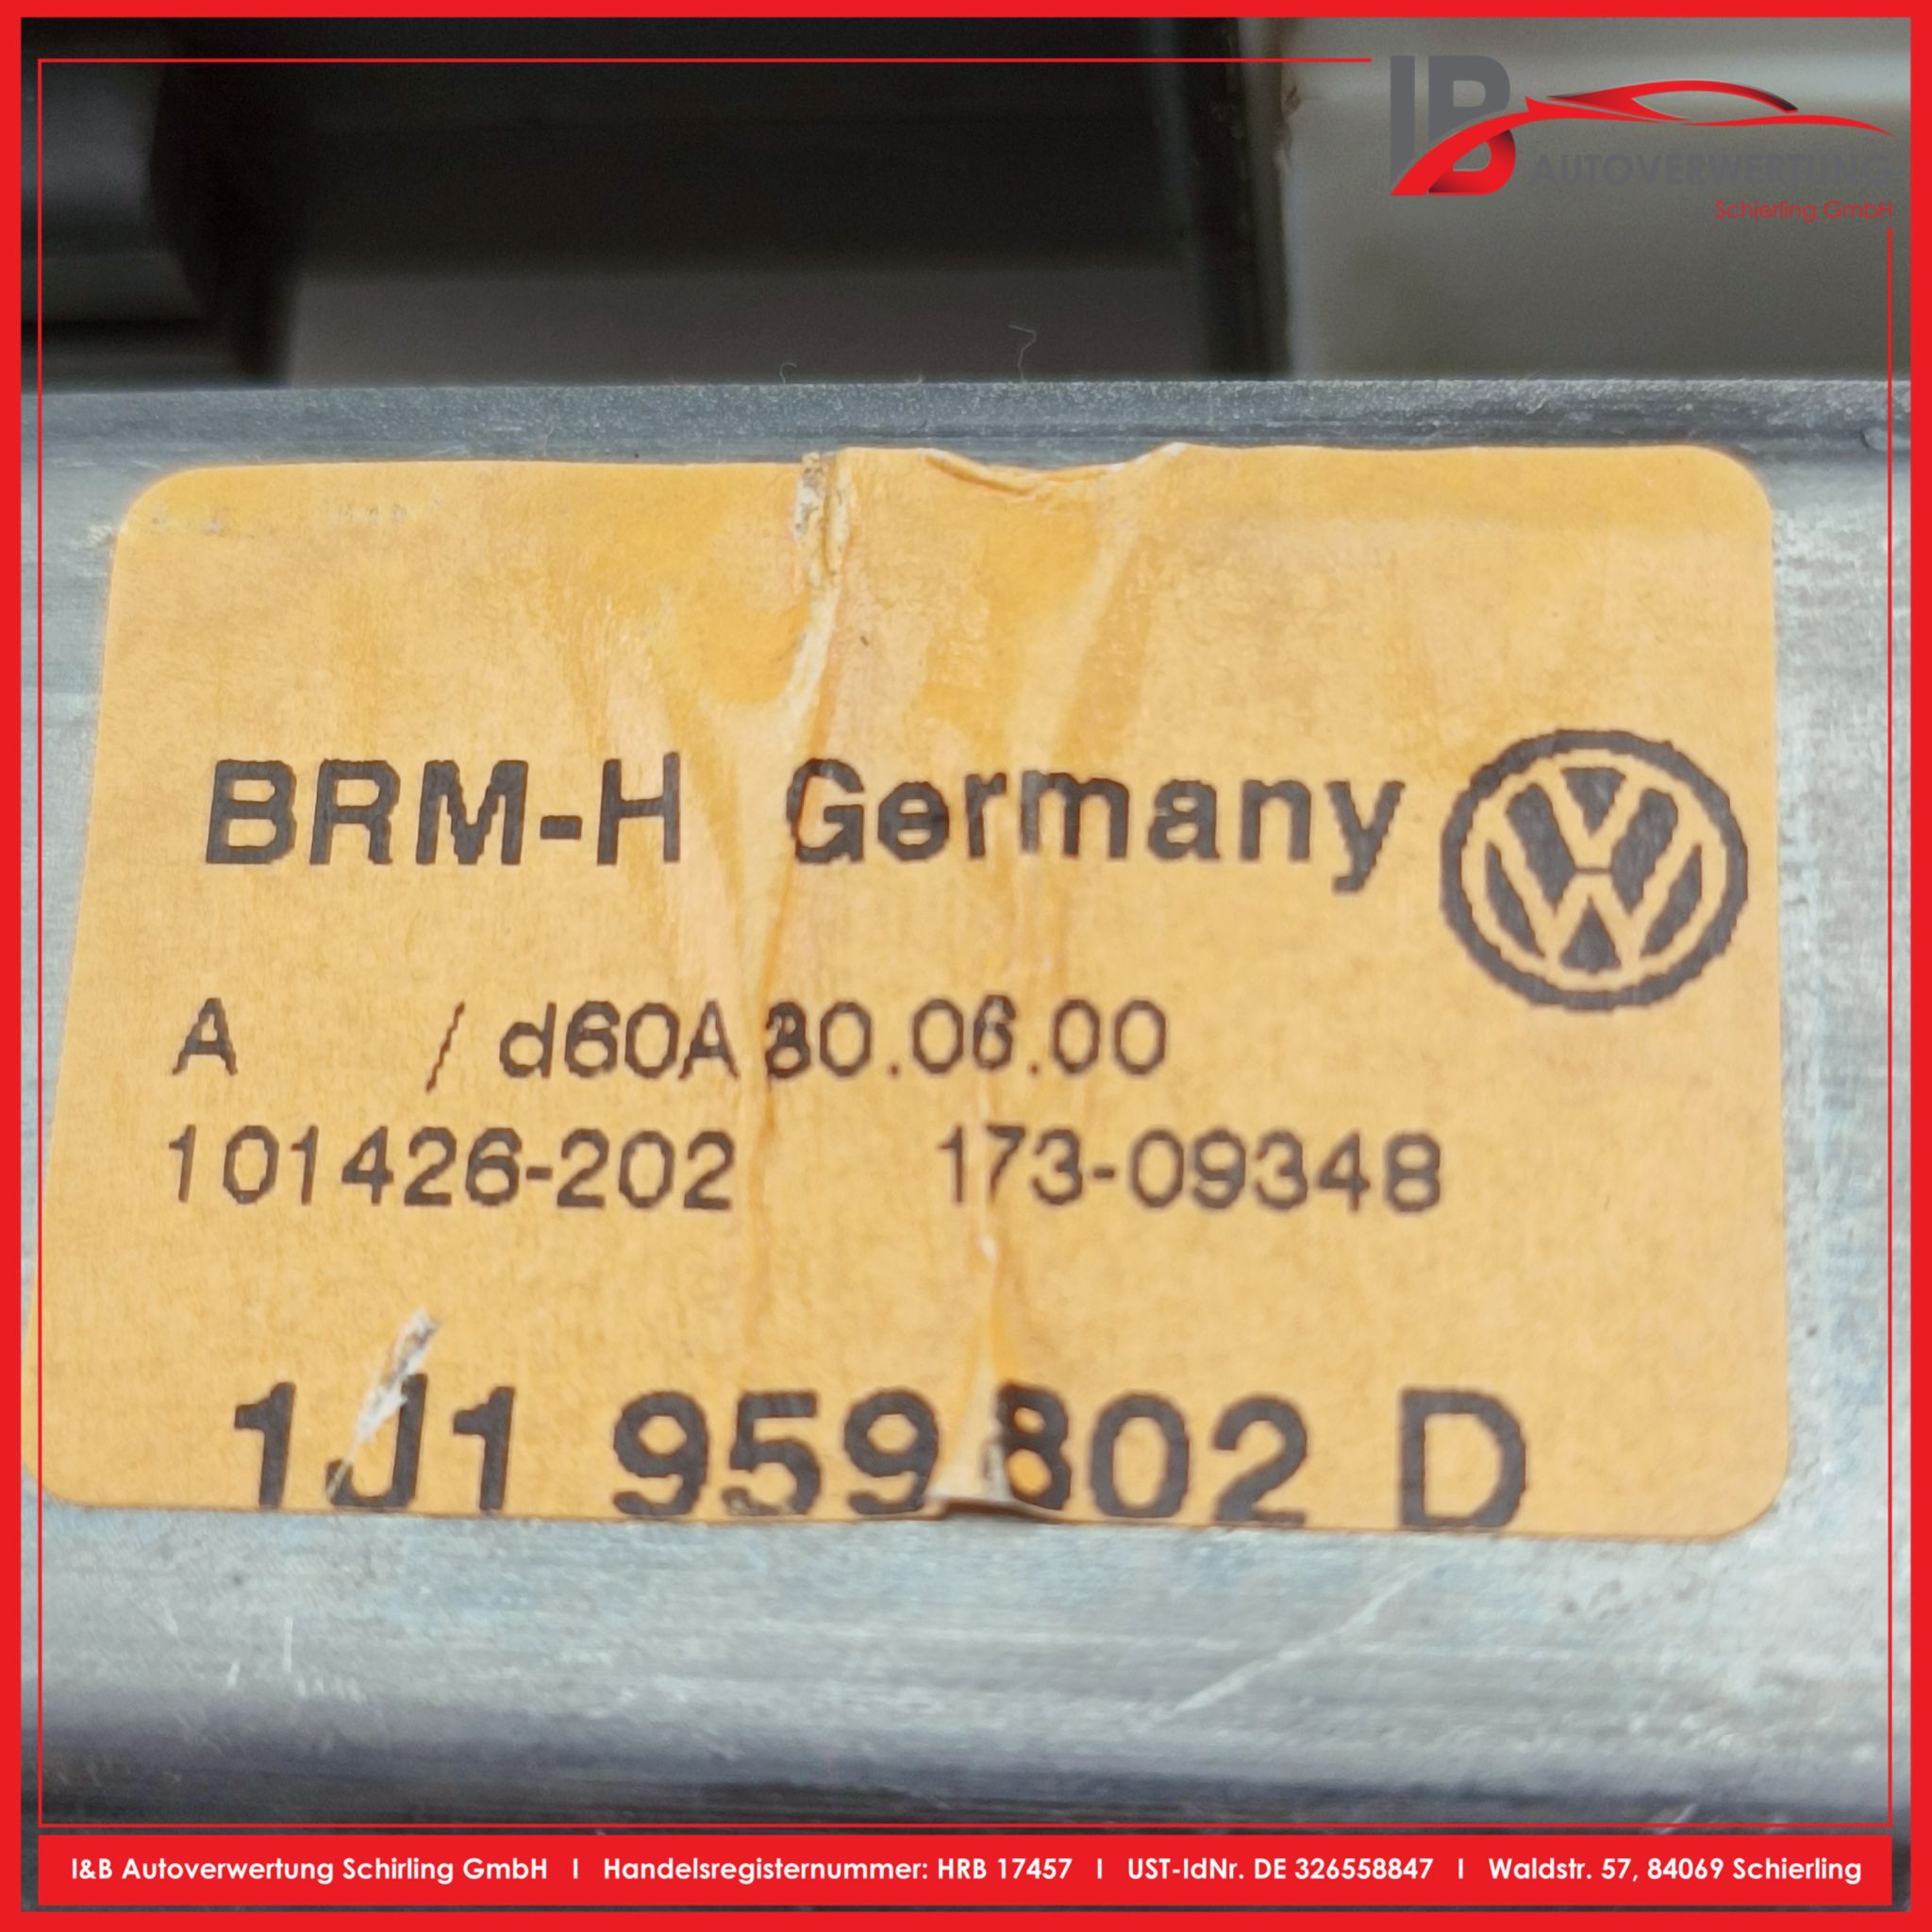 IB
AUTOVERWERTUNG
Schierling GmbH
BRM-H Germany
A / d60A 30.06.00
101426-202 173-09348
1J1 959 802 D
I&B Autoverwertung Schirling GmbH I Handelsregisternummer: HRB 17457 I UST-IdNr. DE 326558847 I Waldstr. 57, 84069 Schierling